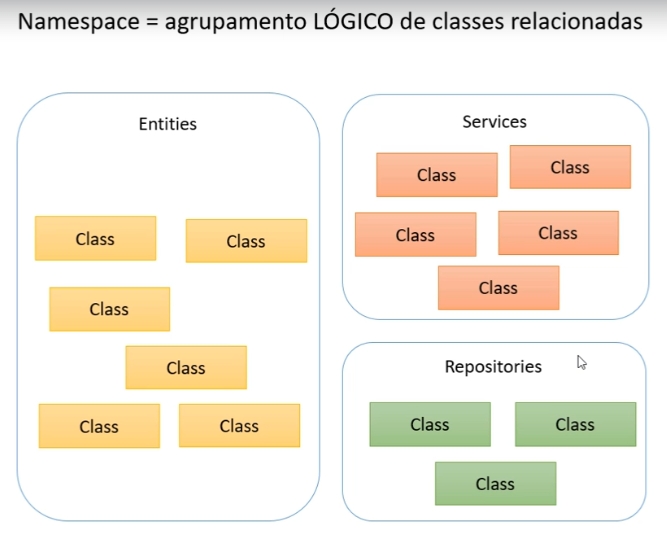 Namespace = agrupamento LÓGICO de classes relacionadas
Entities
Class
Class
Class
Class
Class
Class
Services
Class
Class
Class
Class
Class
Repositories
Class
Class
Class